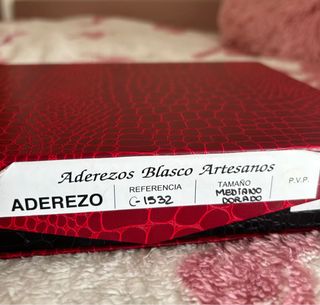 Aderezos Blasco Artesanos
ADEREZO
REFERENCIA
G-1532
TAMAÑO
MEDIANO
DORADO
P.V.P.